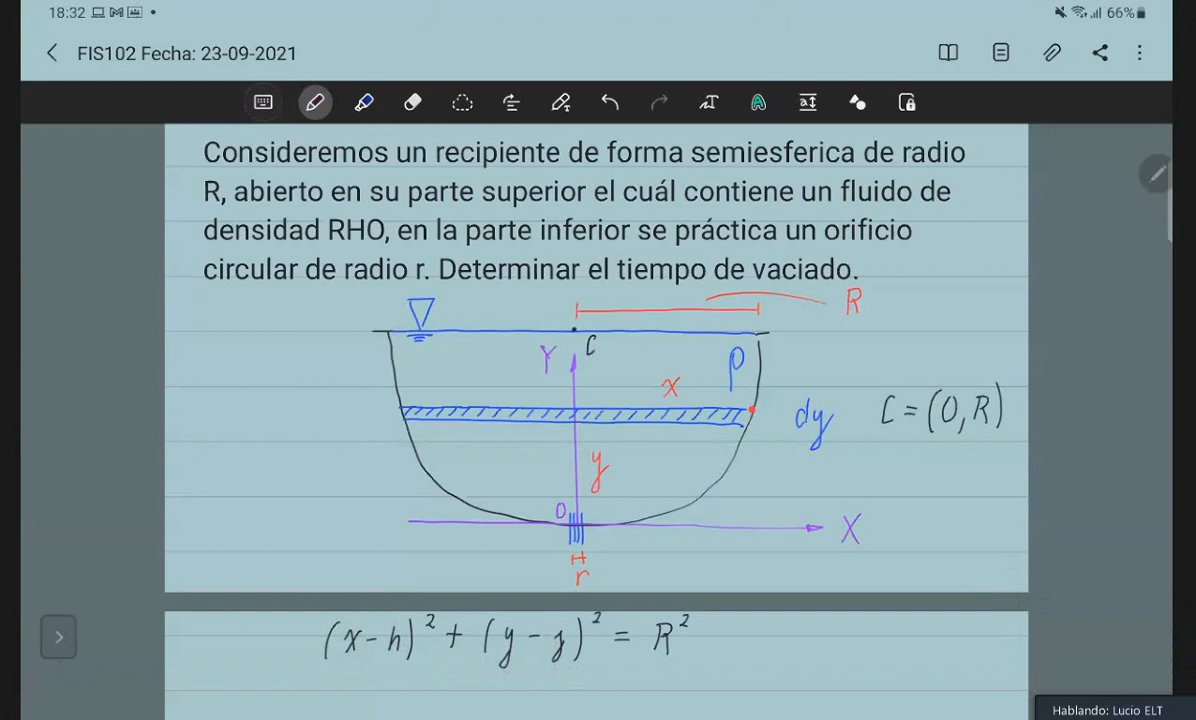 18:32
66%
FIS102 Fecha: 23-09-2021
Consideremos un recipiente de forma semiesferica de radio
R, abierto en su parte superior el cuál contiene un fluido de
densidad RHO, en la parte inferior se práctica un orificio
circular de radio r. Determinar el tiempo de vaciado.
R
Y C ρ
x
dy C = (0, R)
y
0
X
r
(x-h)² + (y-j)² = R²
Hablando: Lucio ELT